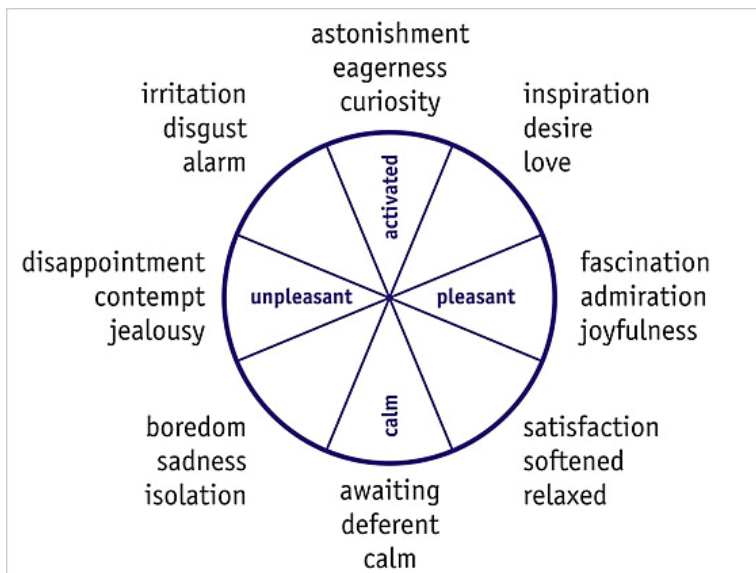 astonishment
eagerness
curiosity
irritation
disgust
alarm
inspiration
desire
love
activated
disappointment
contempt
jealousy
unpleasant
pleasant
fascination
admiration
joyfulness
calm
boredom
sadness
isolation
satisfaction
softened
relaxed
awaiting
deferent
calm